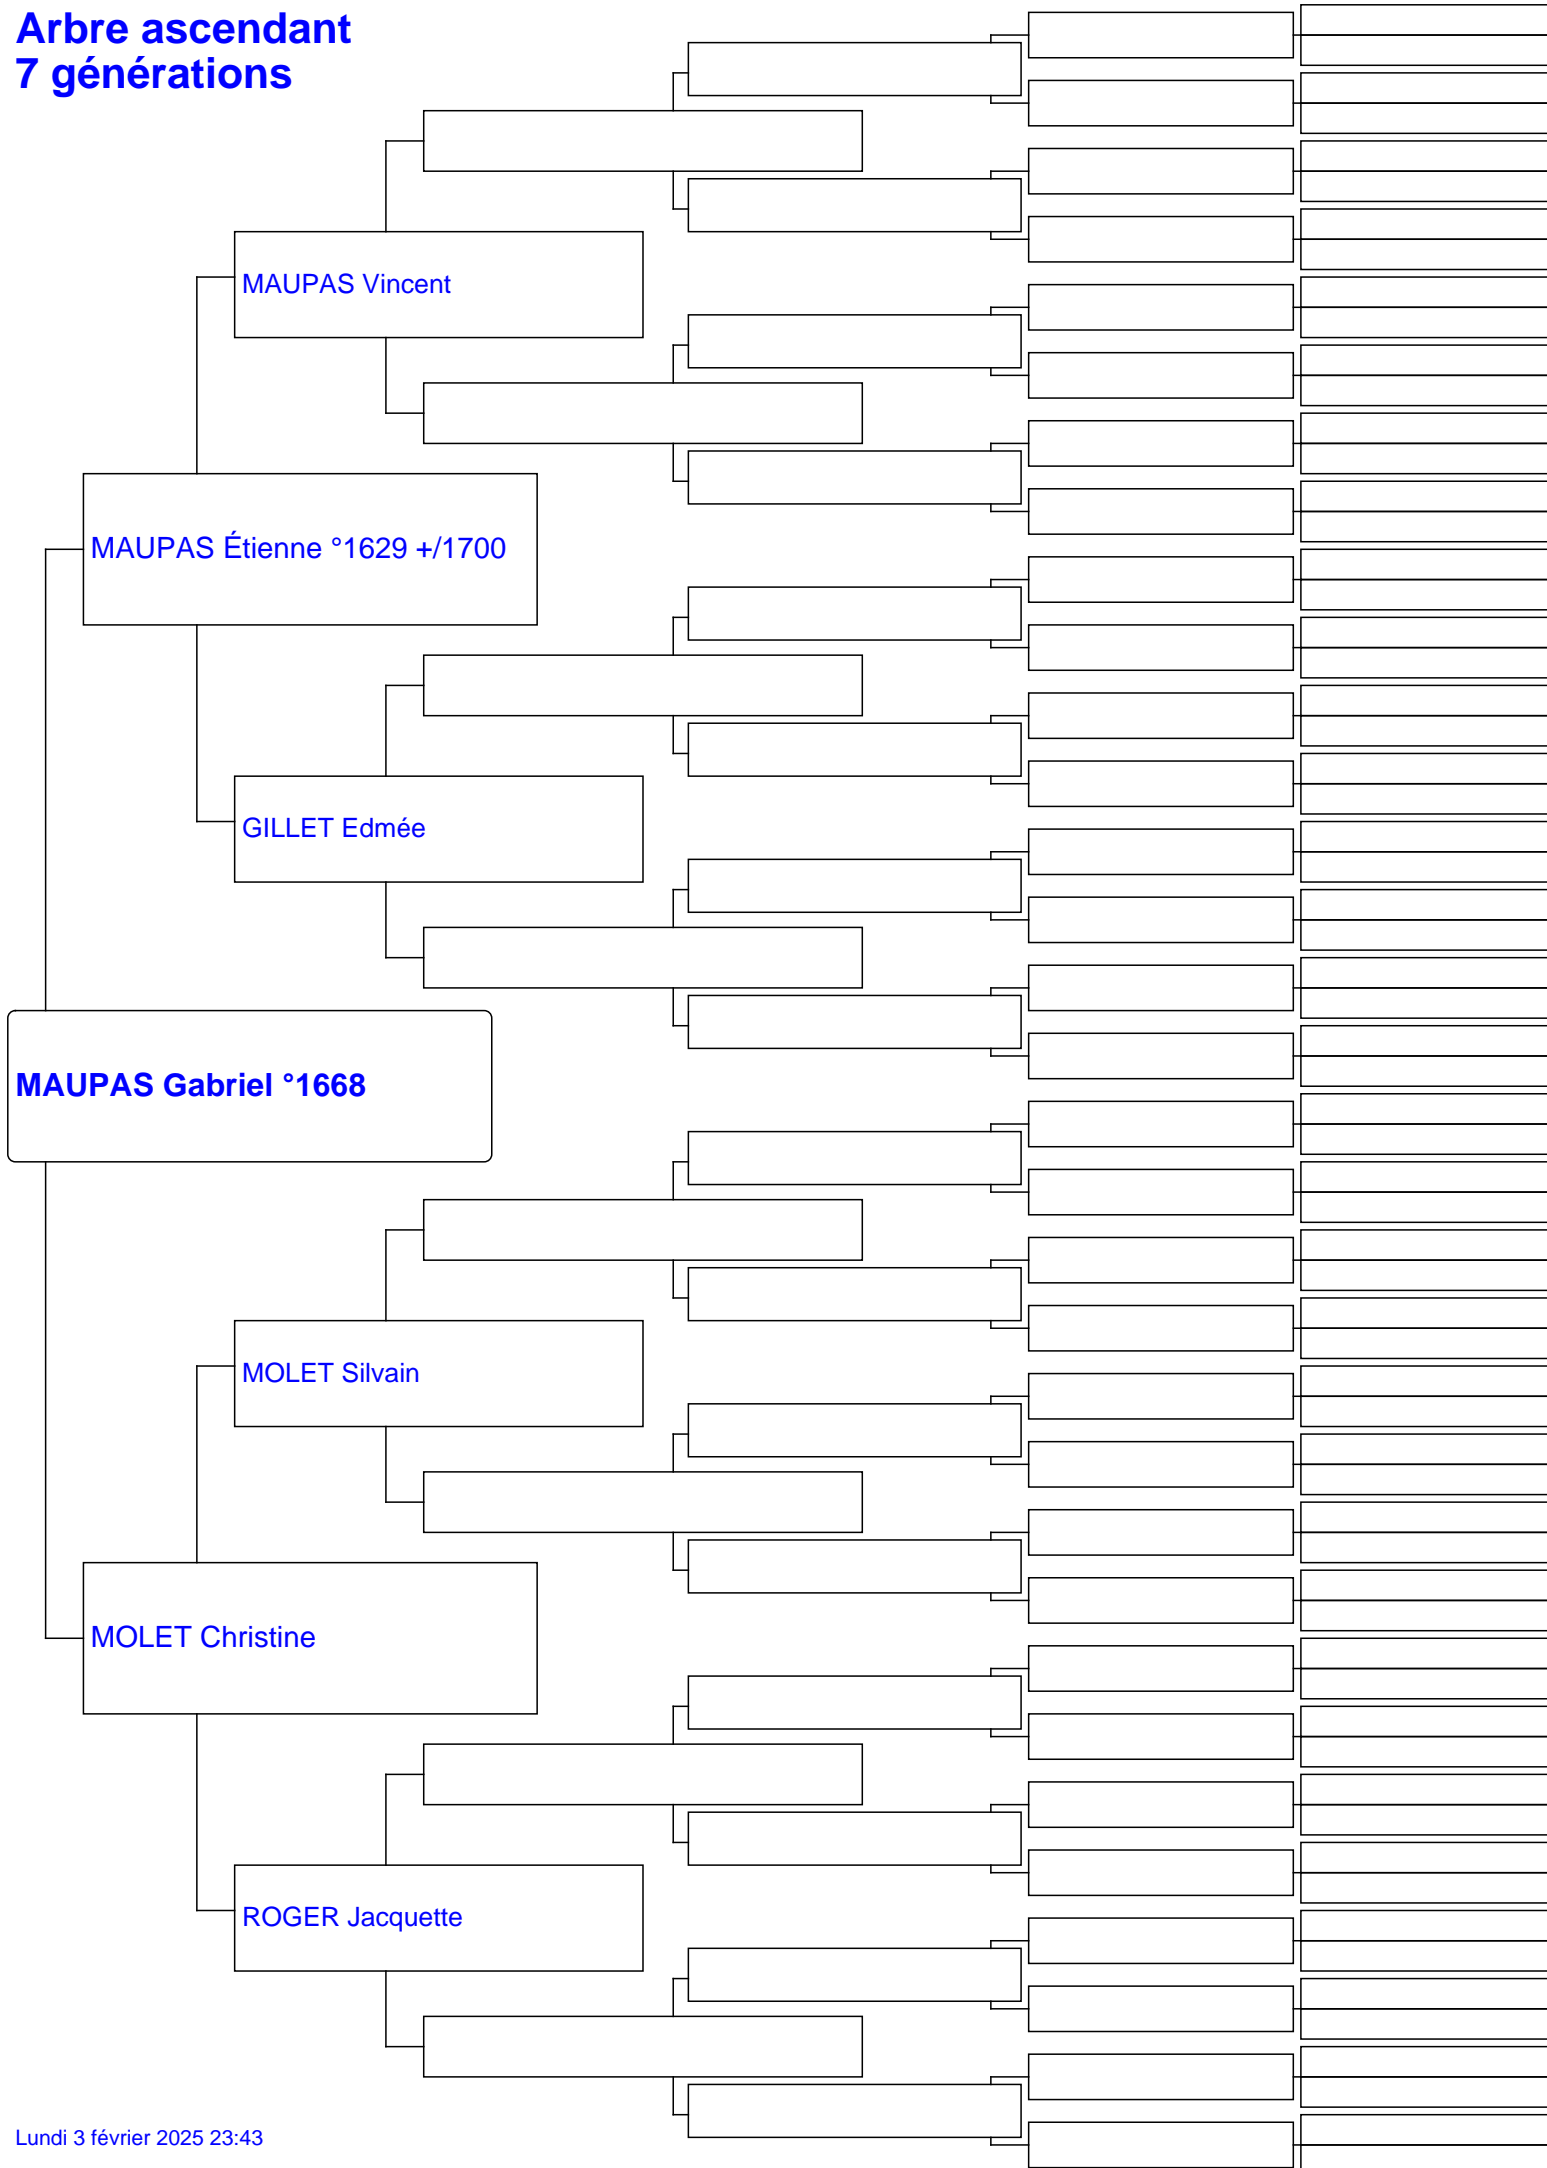 Arbre ascendant
7 générations
MAUPAS Vincent
MAUPAS Étienne °1629 +/1700
GILLET Edmée
MAUPAS Gabriel °1668
MOLET Silvain
MOLET Christine
ROGER Jacquette
Lundi 3 février 2025 23:43